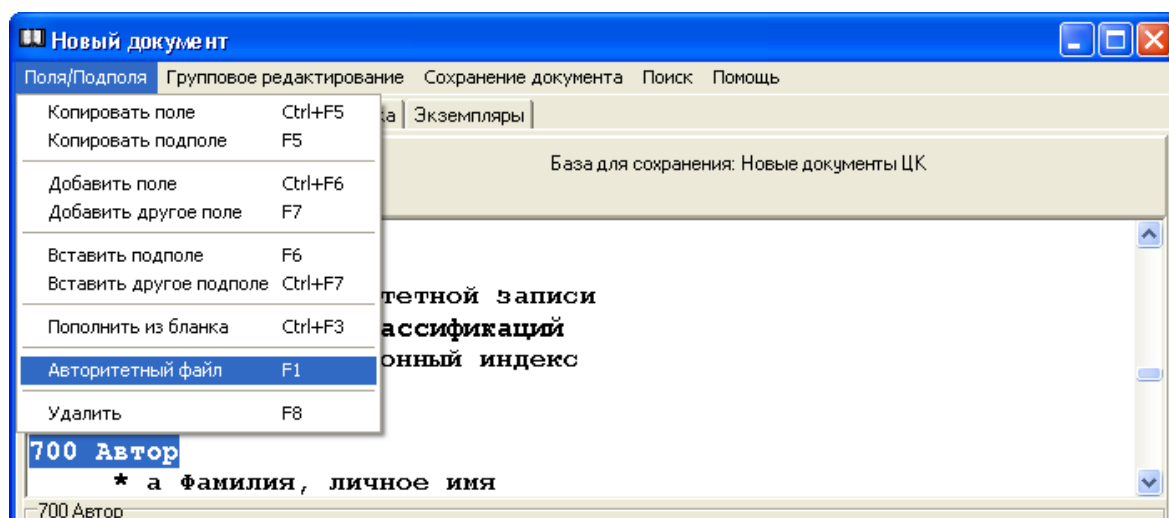 Новый документ
Поля/Подполя Групповое редактирование Сохранение документа Поиск Помощь
Копировать поле Ctrl+F5
ка Экземпляры
Копировать подполе F5
База для сохранения: Новые документы ЦК
Добавить поле Ctrl+F6
Добавить другое поле F7
Вставить подполе F6
Вставить другое подполе Ctrl+F7
тетной записи
Пополнить из бланка Ctrl+F3
ассификаций
онный индекс
Авторитетный файл F1
Удалить F8
700 Автор
* а Фамилия, личное имя
700 Автор